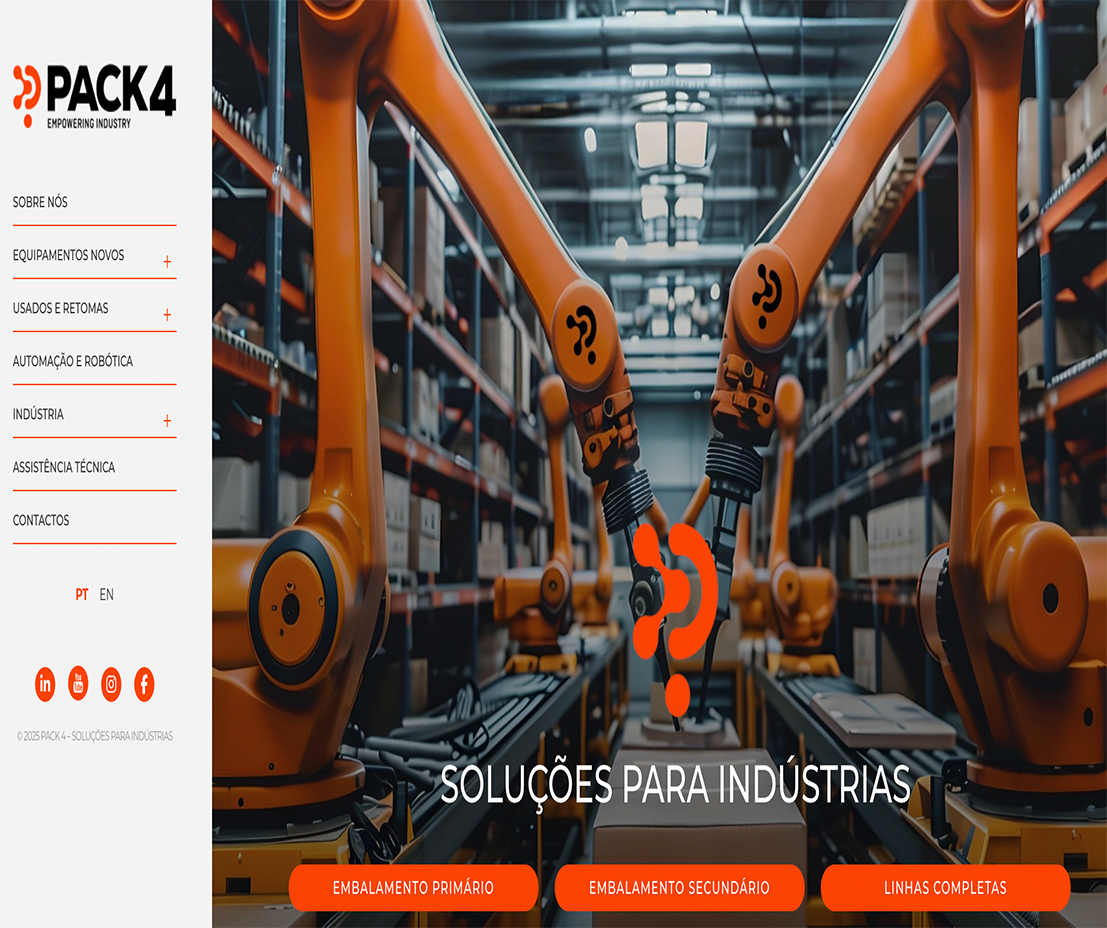 PACK4
EMPOWERING INDUSTRY
SOBRE NÓS
EQUIPAMENTOS NOVOS +
USADOS E RETOMAS +
AUTOMAÇÃO E ROBÓTICA
INDÚSTRIA +
ASSISTÊNCIA TÉCNICA
CONTACTOS
PT EN
in You Tube f
© 2025 PACK 4 – SOLUÇÕES PARA INDÚSTRIAS
SOLUÇÕES PARA INDÚSTRIAS
EMBALAMENTO PRIMÁRIO
EMBALAMENTO SECUNDÁRIO
LINHAS COMPLETAS